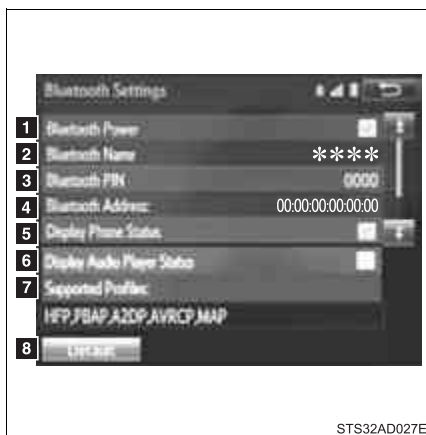 Bluetooth Settings
1 Bluetooth Power
2 Bluetooth Name ****
3 Bluetooth PIN 0000
4 Bluetooth Address: 00:00:00:00:00:00
5 Display Phone Status
6 Display Audio Player Status
7 Supported Profiles:
HFP,PBAP,A2DP,AVRCP,MAP
8 Default
STS32AD027E